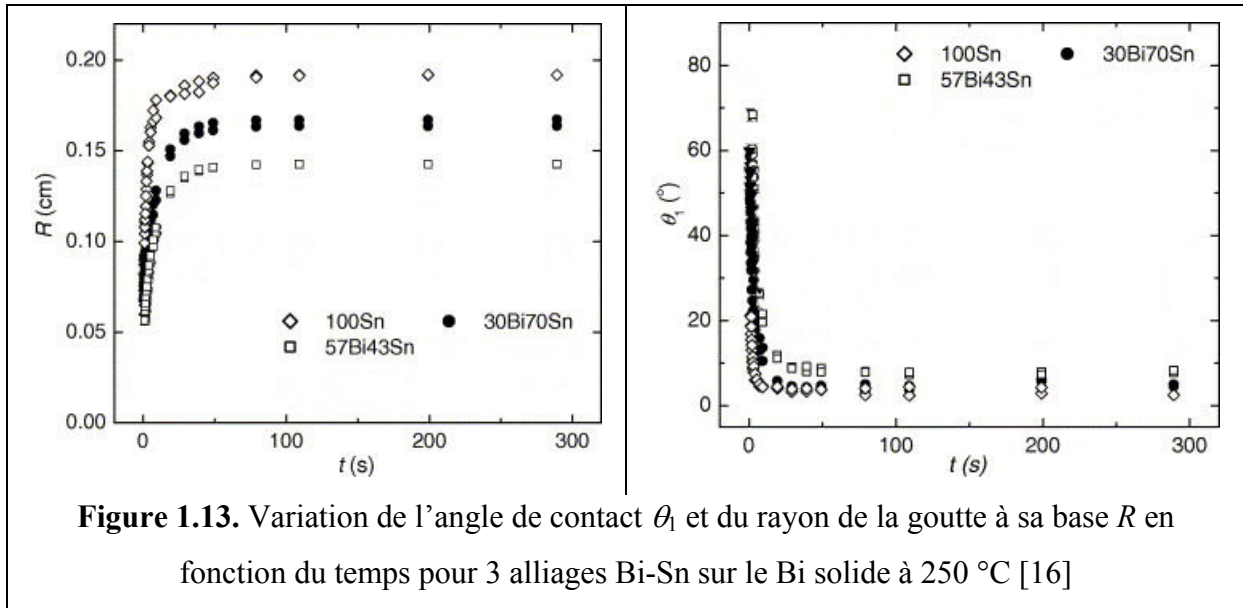 0.20
0.15
0.10
0.05
0.00
R (cm)
◇ 100Sn ● 30Bi70Sn
□ 57Bi43Sn
0 100 200 300
t (s)
80
60
40
20
0
θ₁ (°)
◇ 100Sn ● 30Bi70Sn
□ 57Bi43Sn
0 100 200 300
t (s)
Figure 1.13. Variation de l’angle de contact θ₁ et du rayon de la goutte à sa base R en
fonction du temps pour 3 alliages Bi-Sn sur le Bi solide à 250 °C [16]